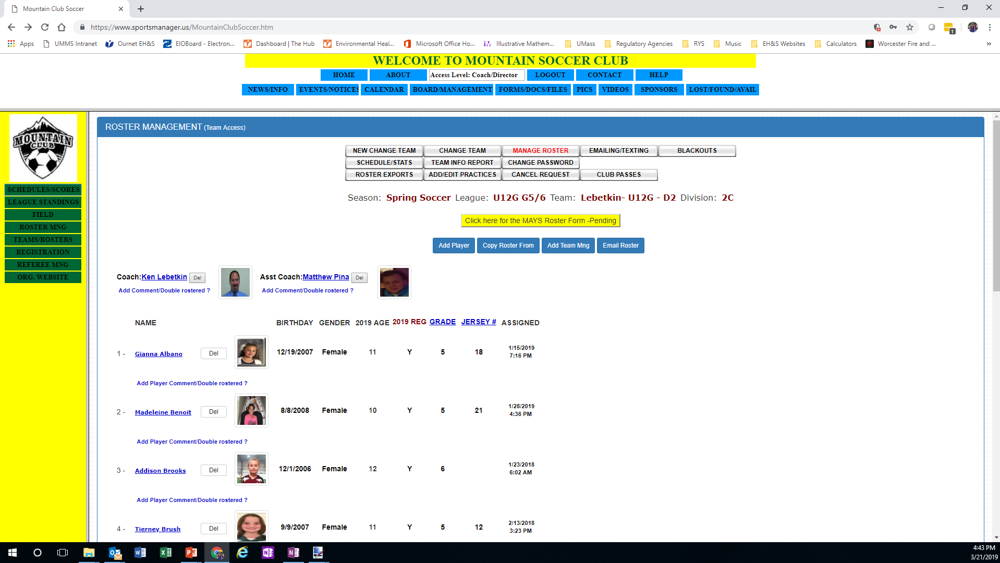 Mountain Club Soccer
https://www.sportsmanager.us/MountainClubSoccer.htm
1
Apps UMMS Intranet Ournet EH&S EIOBoard - Electron... Dashboard | The Hub Environmental Heal... Microsoft Office Ho... Illustrative Mathem... UMass Regulatory Agencies RYS Music EH&S Websites Calculators Worcester Fire and ... »
WELCOME TO MOUNTAIN SOCCER CLUB
HOME ABOUT Access Level: Coach/Director LOGOUT CONTACT HELP
NEWS/INFO EVENTS/NOTICES CALENDAR BOARD/MANAGEMENT FORMS/DOCS/FILES PICS VIDEOS SPONSORS LOST/FOUND/AVAIL
MOUNTAIN
CLUB
SCHEDULES/SCORES
LEAGUE STANDINGS
FIELD
ROSTER MNG
TEAMS/ROSTERS
REGISTRATION
REFEREE MNG
ORG. WEBSITE
ROSTER MANAGEMENT (Team Access)
NEW CHANGE TEAM CHANGE TEAM MANAGE ROSTER EMAILING/TEXTING BLACKOUTS
SCHEDULE/STATS TEAM INFO REPORT CHANGE PASSWORD
ROSTER EXPORTS ADD/EDIT PRACTICES CANCEL REQUEST CLUB PASSES
Season: Spring Soccer League: U12G G5/6 Team: Lebetkin- U12G - D2 Division: 2C
Click here for the MAYS Roster Form -Pending
Add Player Copy Roster From Add Team Mng Email Roster
Coach:Ken Lebetkin Del Asst Coach:Matthew Pina Del
Add Comment/Double rostered ? Add Comment/Double rostered ?
NAME BIRTHDAY GENDER 2019 AGE 2019 REG GRADE JERSEY # ASSIGNED
1 - Gianna Albano Del 12/19/2007 Female 11 Y 5 18 1/15/2019
7:16 PM
Add Player Comment/Double rostered ?
2 - Madeleine Benoit Del 8/8/2008 Female 10 Y 5 21 1/28/2019
4:36 PM
Add Player Comment/Double rostered ?
3 - Addison Brooks Del 12/1/2006 Female 12 Y 6 1/23/2018
6:02 AM
Add Player Comment/Double rostered ?
4 - Tierney Brush Del 9/9/2007 Female 11 Y 5 12 2/13/2018
3:23 PM
4:43 PM
3/21/2019